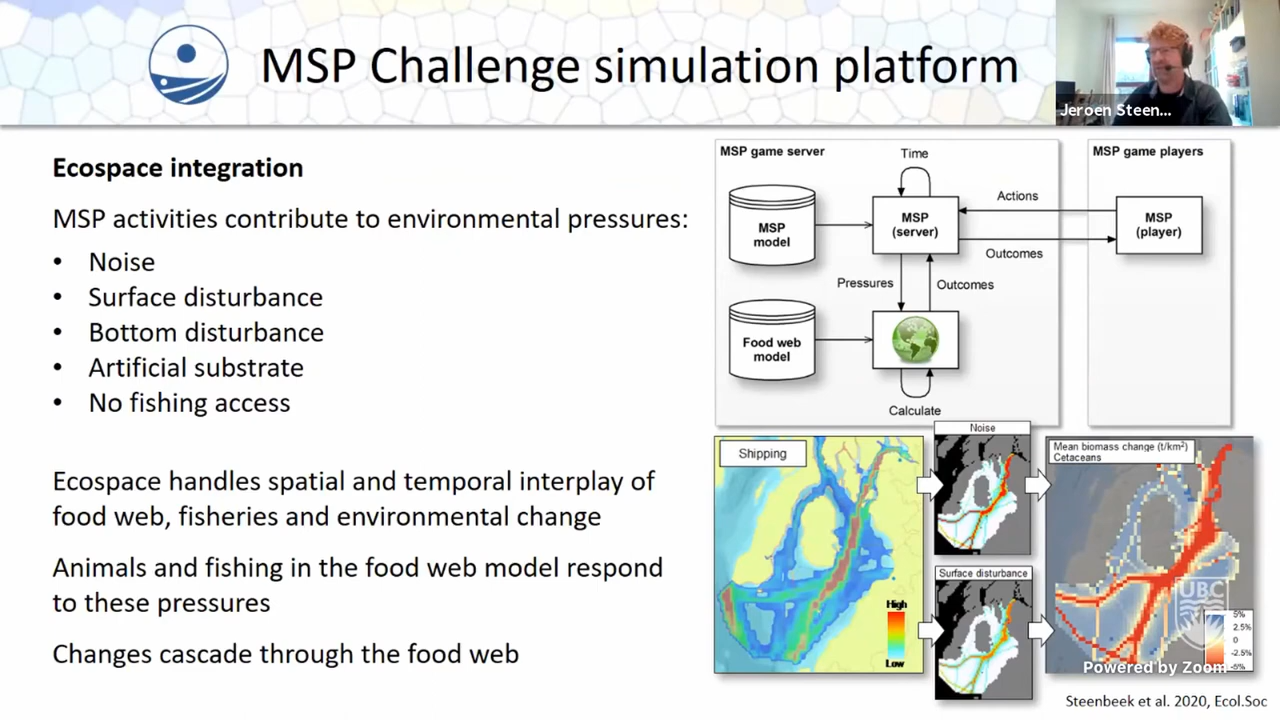 MSP Challenge simulation platform
Jeroen Steen...
Ecospace integration
MSP activities contribute to environmental pressures:
• Noise
• Surface disturbance
• Bottom disturbance
• Artificial substrate
• No fishing access
Ecospace handles spatial and temporal interplay of
food web, fisheries and environmental change
Animals and fishing in the food web model respond
to these pressures
Changes cascade through the food web
MSP game server
Time
MSP
model
MSP
(server)
Pressures
Outcomes
Food web
model
Calculate
Actions
Outcomes
MSP game players
MSP
(player)
Shipping
High
Low
Noise
Surface disturbance
Mean biomass change (t/km²)
Cetaceans
UBC
5%
2.5%
0
-2.5%
-5%
Powered by Zoom
Steenbeek et al. 2020, Ecol.Soc